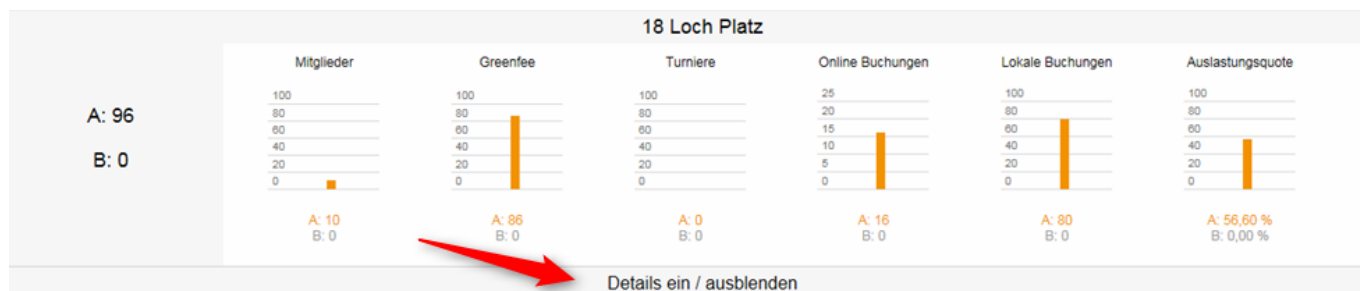 18 Loch Platz
A: 96
B: 0
Mitglieder
100
80
60
40
20
0
A: 10
B: 0
Greenfee
100
80
60
40
20
0
A: 86
B: 0
Turniere
100
80
60
40
20
0
A: 0
B: 0
Online Buchungen
25
20
15
10
5
0
A: 16
B: 0
Lokale Buchungen
100
80
60
40
20
0
A: 80
B: 0
Auslastungsquote
100
80
60
40
20
0
A: 56,60 %
B: 0,00 %
Details ein / ausblenden